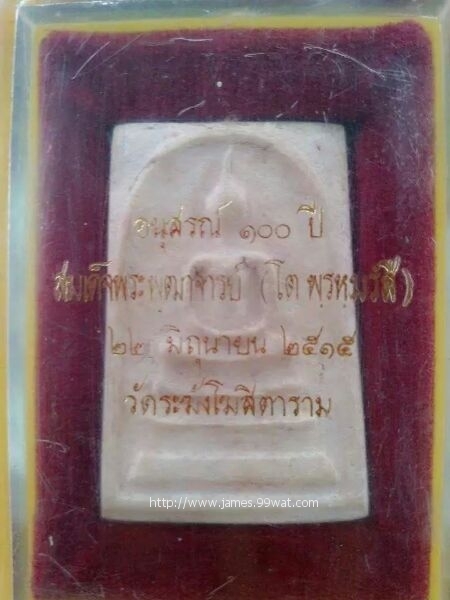 อนุสรณ์ ๑๐๐ ปี
สมเด็จพระพุฒาจารย์ (โต พฺรหฺมรํสี)
๒๒ มิถุนายน ๒๕๑๕
วัดระฆังโฆสิตาราม
http://www.james.99wat.com